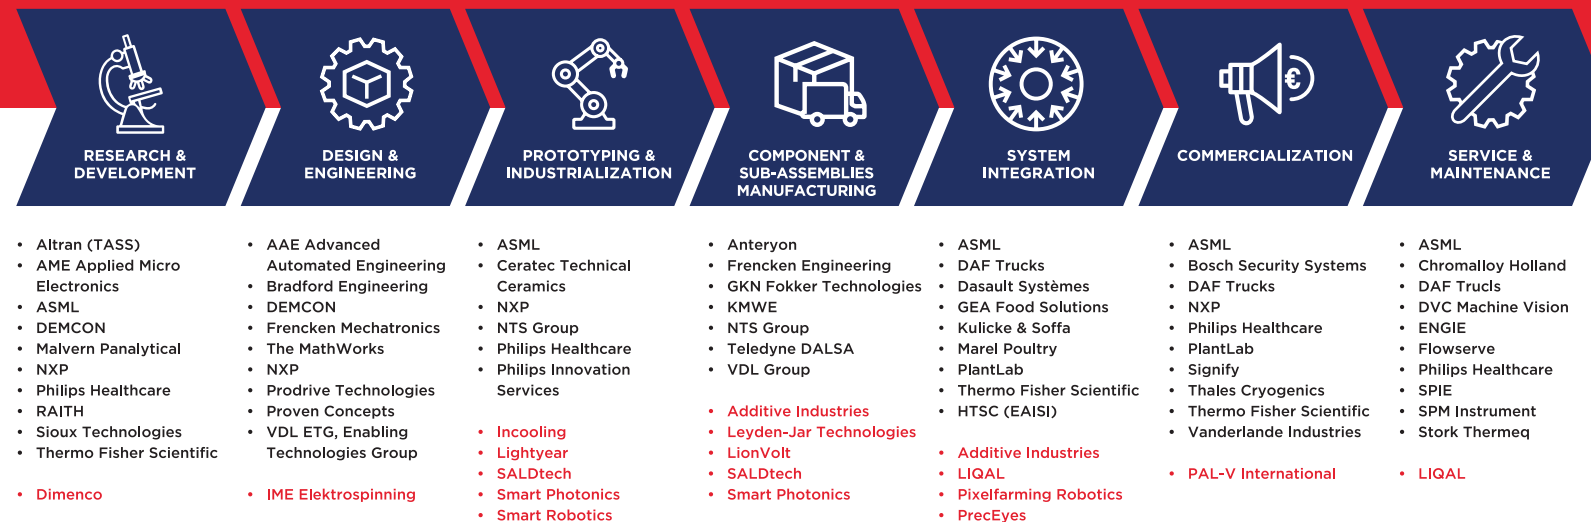 RESEARCH &
DEVELOPMENT
DESIGN &
ENGINEERING
PROTOTYPING &
INDUSTRIALIZATION
COMPONENT &
SUB-ASSEMBLIES
MANUFACTURING
SYSTEM
INTEGRATION
€
COMMERCIALIZATION
SERVICE &
MAINTENANCE
• Altran (TASS)
• AME Applied Micro
Electronics
• ASML
• DEMCON
• Malvern Panalytical
• NXP
• Philips Healthcare
• RAITH
• Sioux Technologies
• Thermo Fisher Scientific
• Dimenco
• AAE Advanced
Automated Engineering
• Bradford Engineering
• DEMCON
• Frencken Mechatronics
• The MathWorks
• NXP
• Prodrive Technologies
• Proven Concepts
• VDL ETG, Enabling
Technologies Group
• IME Elektrospinning
• ASML
• Ceratec Technical
Ceramics
• NXP
• NTS Group
• Philips Healthcare
• Philips Innovation
Services
• Incooling
• Lightyear
• SALDtech
• Smart Photonics
• Smart Robotics
• Anteryon
• Frencken Engineering
• GKN Fokker Technologies
• KMWE
• NTS Group
• Teledyne DALSA
• VDL Group
• Additive Industries
• Leyden-Jar Technologies
• LionVolt
• SALDtech
• Smart Photonics
• ASML
• DAF Trucks
• Dasault Systèmes
• GEA Food Solutions
• Kulicke & Soffa
• Marel Poultry
• PlantLab
• Thermo Fisher Scientific
• HTSC (EAISI)
• Additive Industries
• LIQAL
• Pixelfarming Robotics
• PrecEyes
• ASML
• Bosch Security Systems
• DAF Trucks
• NXP
• Philips Healthcare
• PlantLab
• Signify
• Thales Cryogenics
• Thermo Fisher Scientific
• Vanderlande Industries
• PAL-V International
• ASML
• Chromalloy Holland
• DAF Trucls
• DVC Machine Vision
• ENGIE
• Flowserve
• Philips Healthcare
• SPIE
• SPM Instrument
• Stork Thermeq
• LIQAL